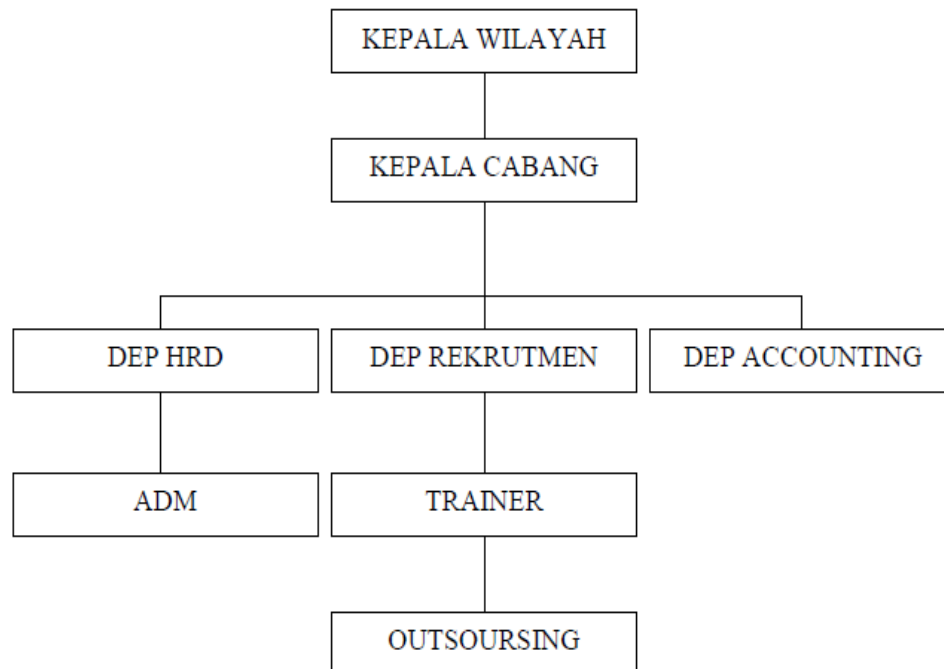 KEPALA WILAYAH
KEPALA CABANG
DEP HRD
DEP REKRUTMEN
DEP ACCOUNTING
ADM
TRAINER
OUTSOURSING